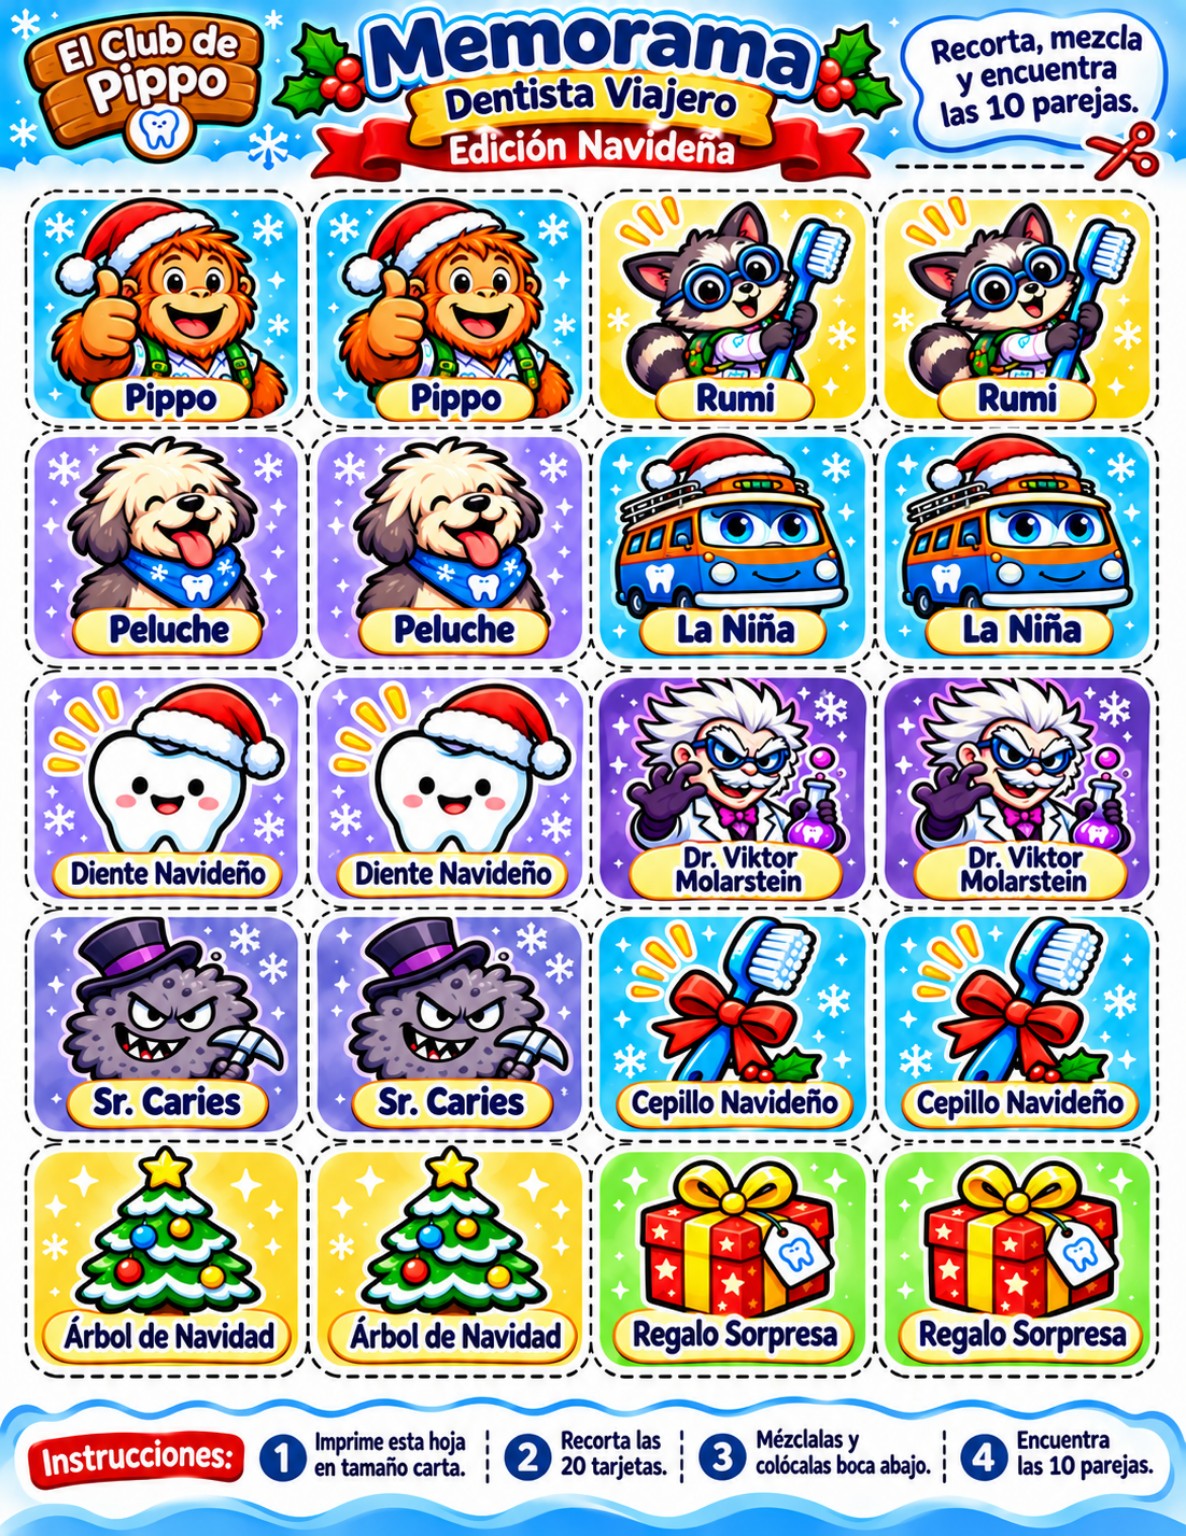 El Club de
Pippo
Memorama
Dentista Viajero
Edición Navideña
Recorta, mezcla
y encuentra
las 10 parejas.
Pippo
Pippo
Rumi
Rumi
Peluche
Peluche
La Niña
La Niña
Diente Navideño
Diente Navideño
Dr. Viktor
Molarstein
Dr. Viktor
Molarstein
Sr. Caries
Sr. Caries
Cepillo Navideño
Cepillo Navideño
Árbol de Navidad
Árbol de Navidad
Regalo Sorpresa
Regalo Sorpresa
Instrucciones:
1 Imprime esta hoja
en tamaño carta.
2 Recorta las
20 tarjetas.
3 Mézclalas y
colócalas boca abajo.
4 Encuentra
las 10 parejas.